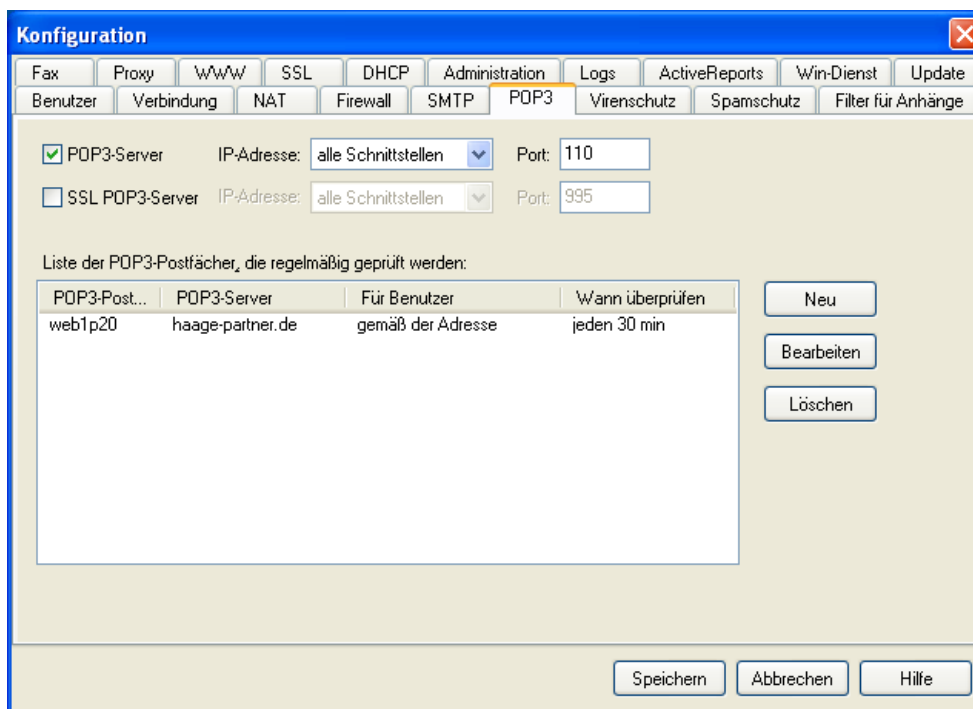 Konfiguration
Fax Proxy WWW SSL DHCP Administration Logs ActiveReports Win-Dienst Update
Benutzer Verbindung NAT Firewall SMTP POP3 Virenschutz Spamschutz Filter für Anhänge
POP3-Server IP-Adresse: alle Schnittstellen Port: 110
SSL POP3-Server IP-Adresse: alle Schnittstellen Port: 995
Liste der POP3-Postfächer, die regelmäßig geprüft werden:
POP3-Post... POP3-Server Für Benutzer Wann überprüfen
web1p20 haage-partner.de gemäß der Adresse jeden 30 min
Neu
Bearbeiten
Löschen
Speichern Abbrechen Hilfe